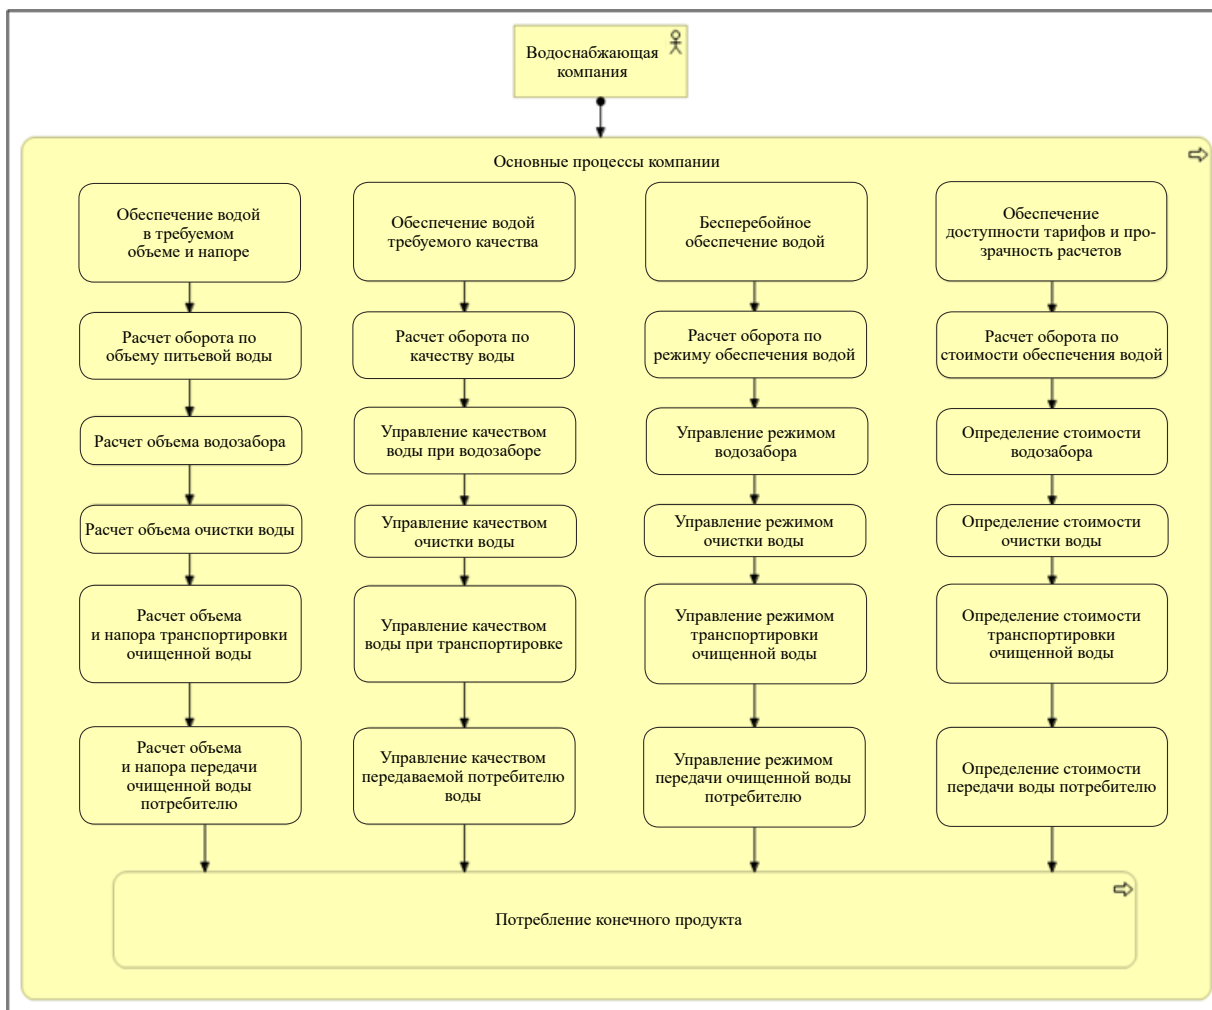 Водоснабжающая
компания
Основные процессы компании
Обеспечение водой
в требуемом
объеме и напоре
Обеспечение водой
требуемого качества
Бесперебойное
обеспечение водой
Обеспечение
доступности тарифов и про-
зрачность расчетов
Расчет оборота по
объему питьевой воды
Расчет оборота по
качеству воды
Расчет оборота по
режиму обеспечения водой
Расчет оборота по
стоимости обеспечения водой
Расчет объема водозабора
Управление качеством
воды при водозаборе
Управление режимом
водозабора
Определение стоимости
водозабора
Расчет объема очистки воды
Управление качеством
очистки воды
Управление режимом
очистки воды
Определение стоимости
очистки воды
Расчет объема
и напора транспортировки
очищенной воды
Управление качеством
воды при транспортировке
Управление режимом
транспортировки
очищенной воды
Определение стоимости
транспортировки
очищенной воды
Расчет объема
и напора передачи
очищенной воды
потребителю
Управление качеством
передаваемой потребителю
воды
Управление режимом
передачи очищенной воды
потребителю
Определение стоимости
передачи воды потребителю
Потребление конечного продукта